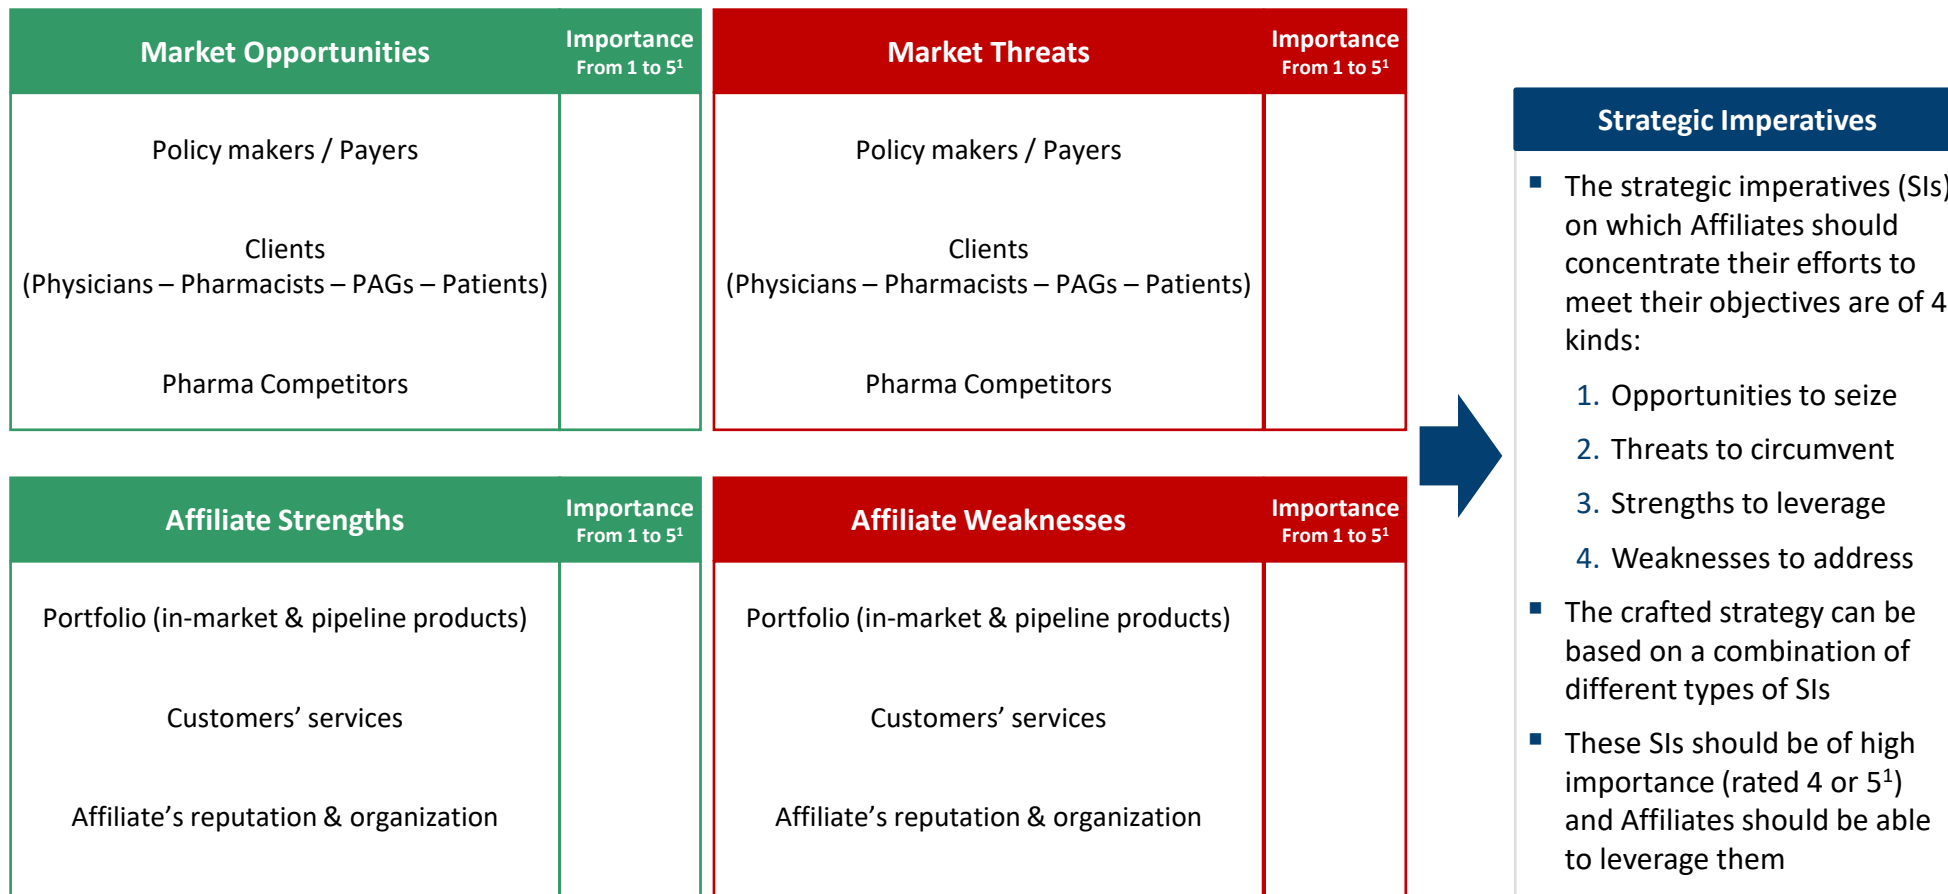 Market Opportunities
Importance
From 1 to 5¹
Policy makers / Payers
Clients
(Physicians – Pharmacists – PAGs – Patients)
Pharma Competitors
Market Threats
Importance
From 1 to 5¹
Policy makers / Payers
Clients
(Physicians – Pharmacists – PAGs – Patients)
Pharma Competitors
Affiliate Strengths
Importance
From 1 to 5¹
Portfolio (in-market & pipeline products)
Customers’ services
Affiliate’s reputation & organization
Affiliate Weaknesses
Importance
From 1 to 5¹
Portfolio (in-market & pipeline products)
Customers’ services
Affiliate’s reputation & organization
Strategic Imperatives
▪ The strategic imperatives (SIs)
on which Affiliates should
concentrate their efforts to
meet their objectives are of 4
kinds:
1. Opportunities to seize
2. Threats to circumvent
3. Strengths to leverage
4. Weaknesses to address
▪ The crafted strategy can be
based on a combination of
different types of SIs
▪ These SIs should be of high
importance (rated 4 or 5¹)
and Affiliates should be able
to leverage them